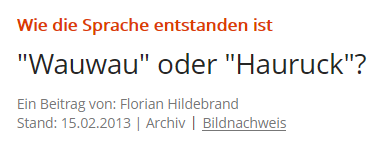 Wie die Sprache entstanden ist
"Wauwau" oder "Hauruck"?
Ein Beitrag von: Florian Hildebrand
Stand: 15.02.2013 | Archiv | Bildnachweis